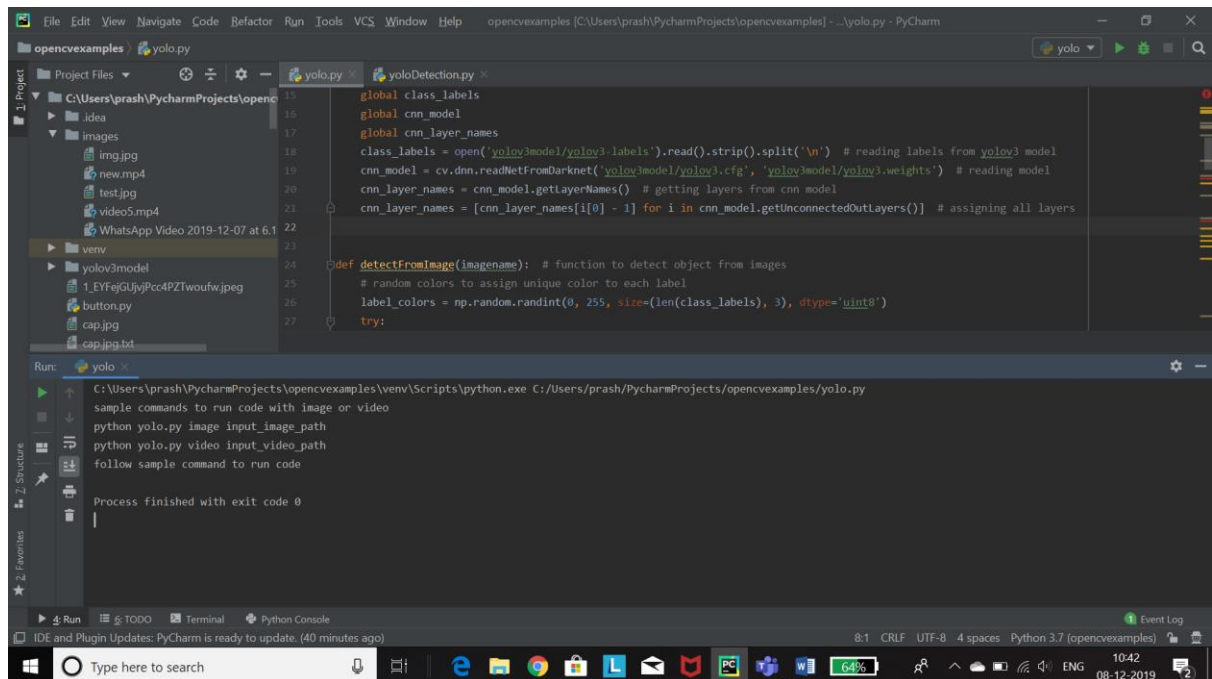 File Edit View Navigate Code Refactor Run Tools VCS Window Help opencvexamples [C:\Users\prash\PycharmProjects\opencvexamples] - ...\yolo.py - PyCharm
opencvexamples yolo.py
yolo
1: Project
Project Files
C:\Users\prash\PycharmProjects\openc
.idea
images
img.jpg
new.mp4
test.jpg
video5.mp4
WhatsApp Video 2019-12-07 at 6.1
venv
yolov3model
1_EYFejGUjvjPcc4PZTwoufw.jpeg
button.py
cap.jpg
cap.jpg.txt
yolo.py yoloDetection.py
15 global class_labels
16 global cnn_model
17 global cnn_layer_names
18 class_labels = open('yolov3model/yolov3-labels').read().strip().split('\n') # reading labels from yolov3 model
19 cnn_model = cv.dnn.readNetFromDarknet('yolov3model/yolov3.cfg', 'yolov3model/yolov3.weights') # reading model
20 cnn_layer_names = cnn_model.getLayerNames() # getting layers from cnn model
21 cnn_layer_names = [cnn_layer_names[i[0] - 1] for i in cnn_model.getUnconnectedOutLayers()] # assigning all layers
22
23
24 def detectFromImage(imagename): # function to detect object from images
25 # random colors to assign unique color to each label
26 label_colors = np.random.randint(0, 255, size=(len(class_labels), 3), dtype='uint8')
27 try:
Run: yolo
C:\Users\prash\PycharmProjects\opencvexamples\venv\Scripts\python.exe C:/Users/prash/PycharmProjects/opencvexamples/yolo.py
sample commands to run code with image or video
python yolo.py image input_image_path
python yolo.py video input_video_path
follow sample command to run code
Process finished with exit code 0
7: Structure
2: Favorites
4: Run 6: TODO Terminal Python Console 1 Event Log
IDE and Plugin Updates: PyCharm is ready to update. (40 minutes ago) 8:1 CRLF UTF-8 4 spaces Python 3.7 (opencvexamples)
Type here to search 64% ENG 10:42
08-12-2019 2